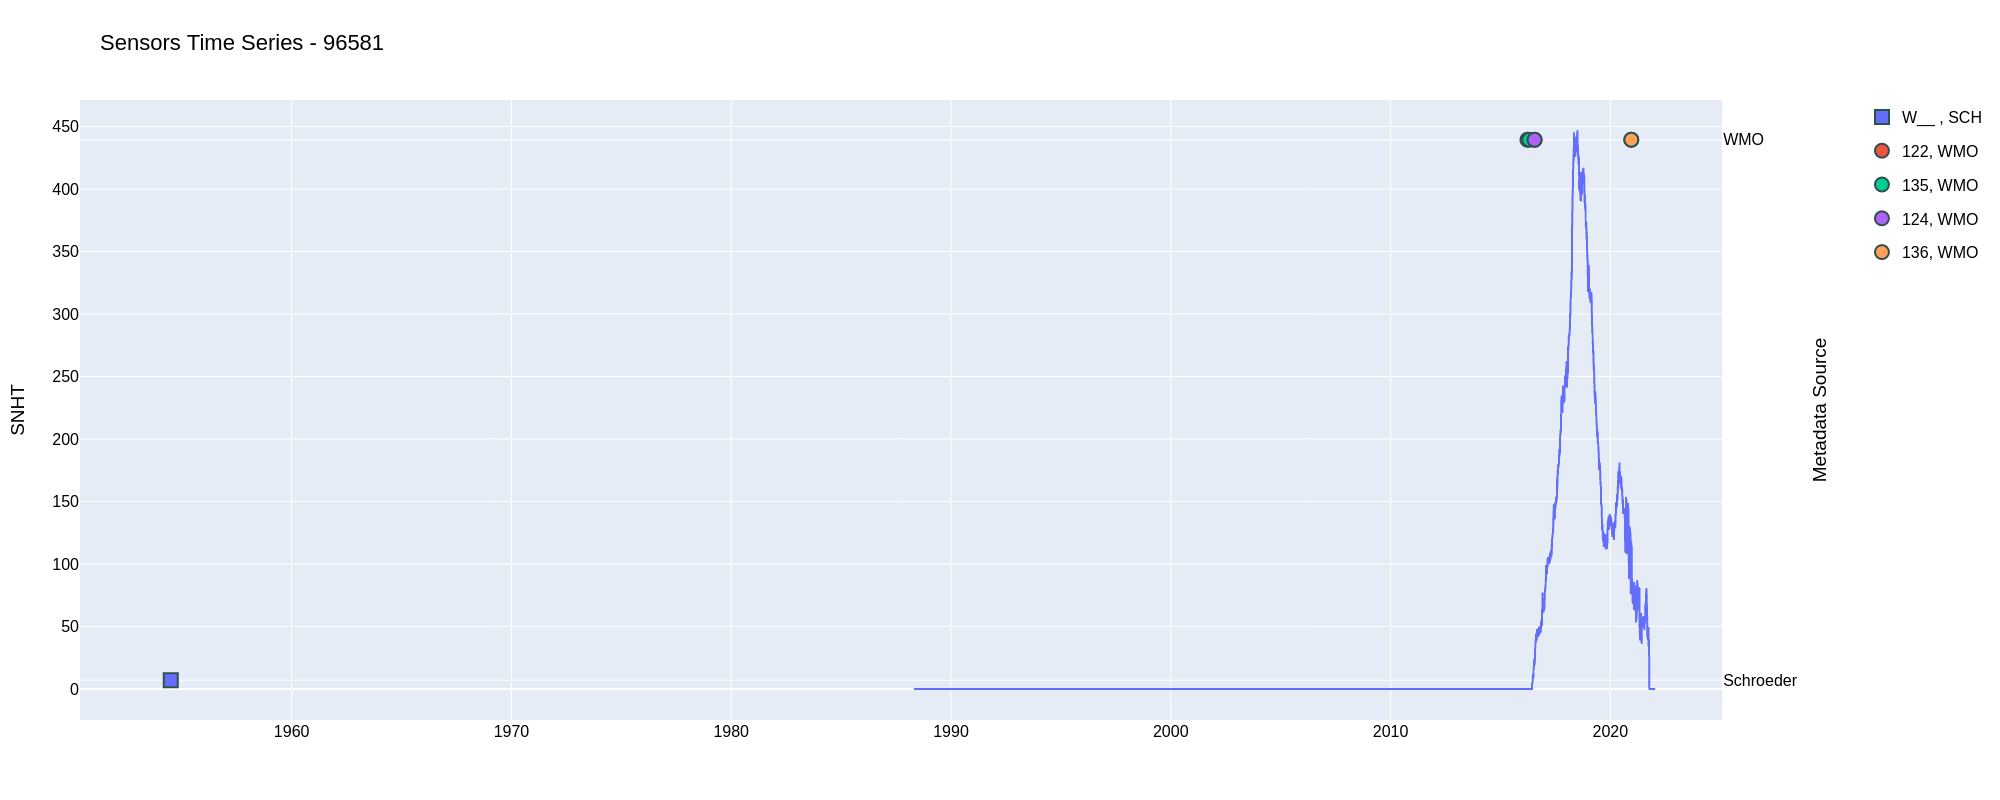 Sensors Time Series - 96581
W__ , SCH
122, WMO
135, WMO
124, WMO
136, WMO
450
400
350
300
250
200
150
100
50
0
SNHT
WMO
Schroeder
Metadata Source
1960
1970
1980
1990
2000
2010
2020